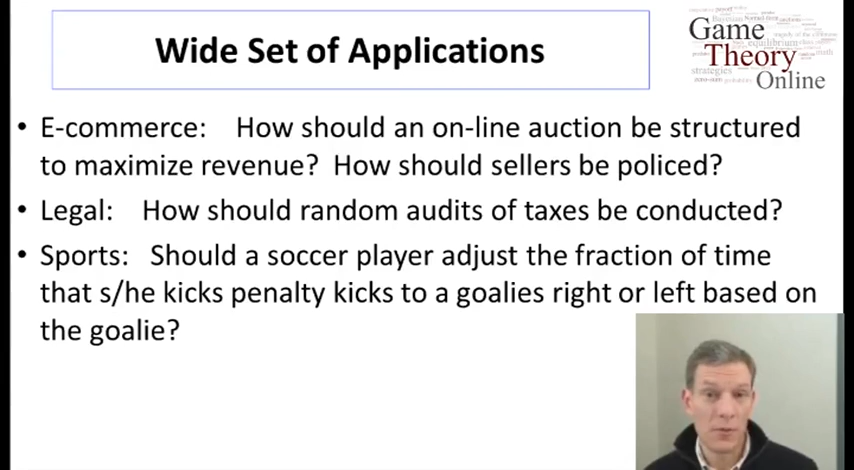 Wide Set of Applications
Game
Theory
Online
equilibrium
strategies
• E-commerce: How should an on-line auction be structured
to maximize revenue? How should sellers be policed?
• Legal: How should random audits of taxes be conducted?
• Sports: Should a soccer player adjust the fraction of time
that s/he kicks penalty kicks to a goalies right or left based on
the goalie?